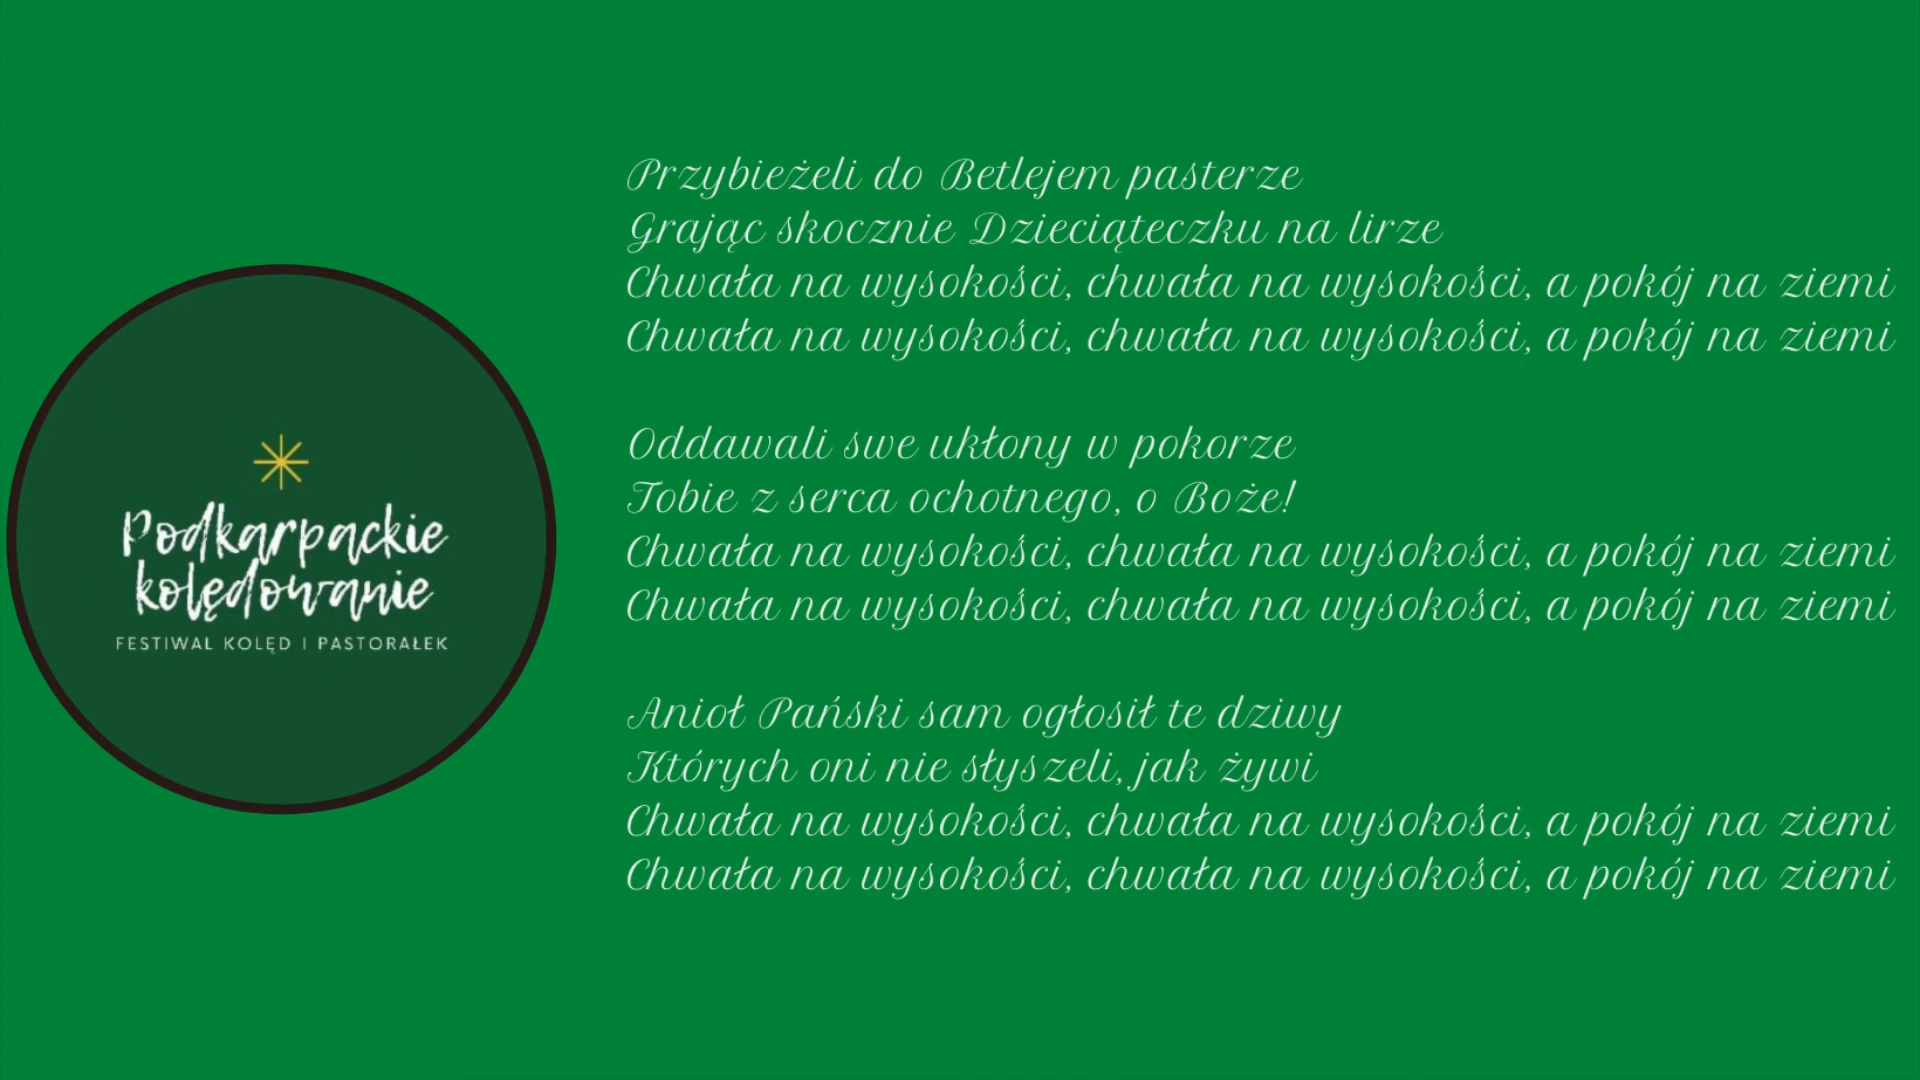 Podkarpackie
kolędowanie
FESTIWAL KOLĘD I PASTORAŁEK
Przybieżeli do Betlejem pasterze
Grając skocznie Dzieciąteczku na lirze
Chwała na wysokości, chwała na wysokości, a pokój na ziemi
Chwała na wysokości, chwała na wysokości, a pokój na ziemi
Oddawali swe ukłony w pokorze
Tobie z serca ochotnego, o Boże!
Chwała na wysokości, chwała na wysokości, a pokój na ziemi
Chwała na wysokości, chwała na wysokości, a pokój na ziemi
Anioł Pański sam ogłosił te dziwy
Których oni nie słyszeli, jak żywi
Chwała na wysokości, chwała na wysokości, a pokój na ziemi
Chwała na wysokości, chwała na wysokości, a pokój na ziemi